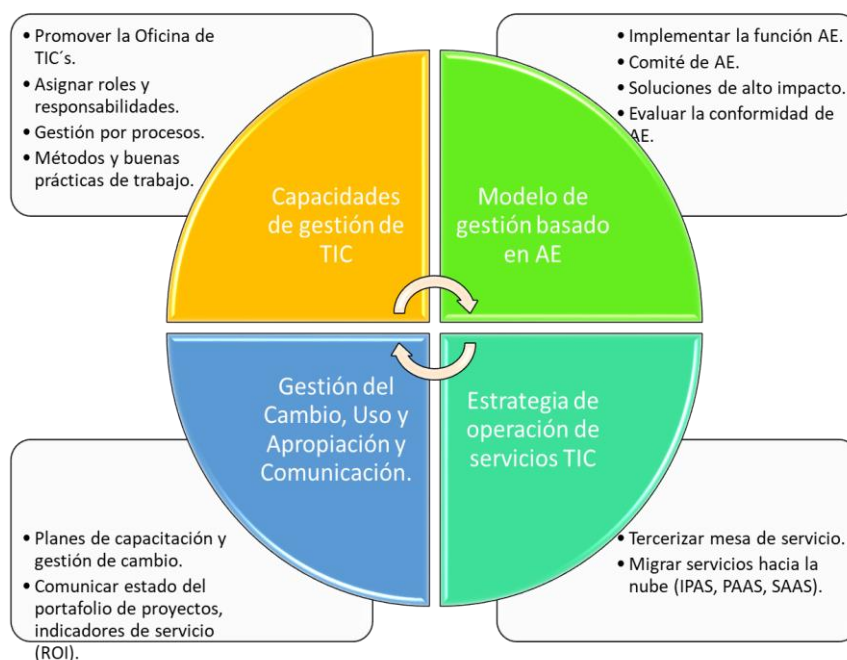 • Promover la Oficina de
TIC´s.
• Asignar roles y
responsabilidades.
• Gestión por procesos.
• Métodos y buenas
prácticas de trabajo.
• Implementar la función AE.
• Comité de AE.
• Soluciones de alto impacto.
• Evaluar la conformidad de
AE.
Capacidades
de gestión de
TIC
Modelo de
gestión basado
en AE
Gestión del
Cambio, Uso y
Apropiación y
Comunicación.
Estrategia de
operación de
servicios TIC
• Planes de capacitación y
gestión de cambio.
• Comunicar estado del
portafolio de proyectos,
indicadores de servicio
(ROI).
• Tercerizar mesa de servicio.
• Migrar servicios hacia la
nube (IPAS, PAAS, SAAS).